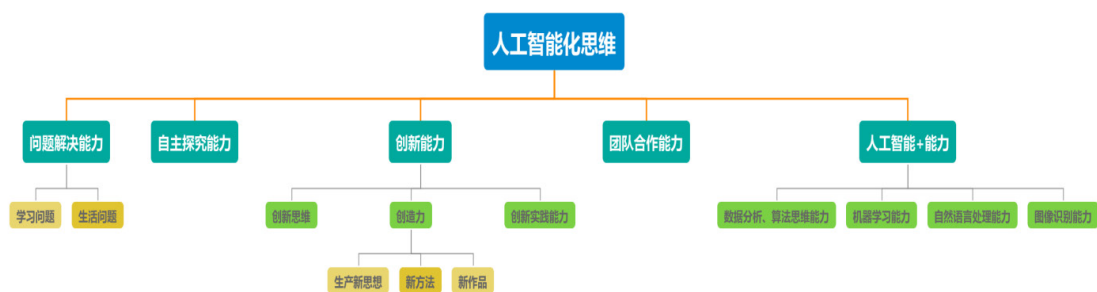 人工智能化思维
问题解决能力
自主探究能力
创新能力
团队合作能力
人工智能+能力
学习问题
生活问题
创新思维
创造力
创新实践能力
数据分析、算法思维能力
机器学习能力
自然语言处理能力
图像识别能力
生产新思想
新方法
新作品